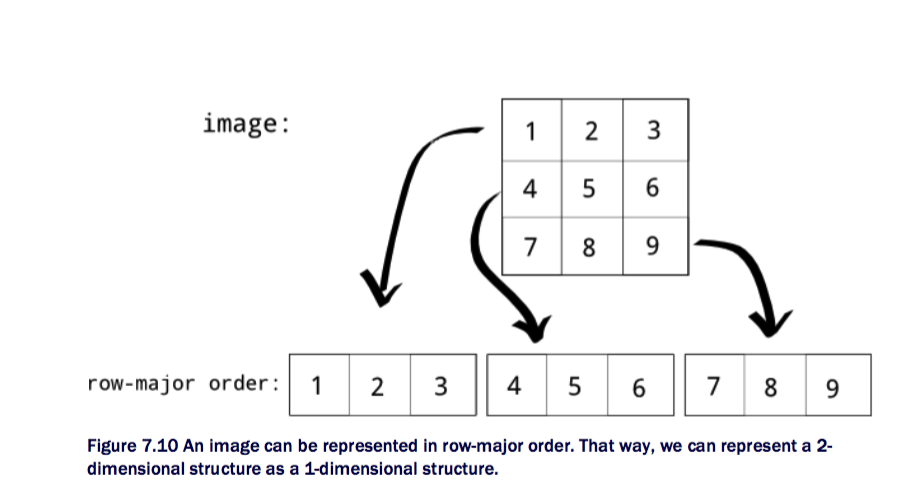 image:
1 2 3
4 5 6
7 8 9
row-major order: 1 2 3 4 5 6 7 8 9
Figure 7.10 An image can be represented in row-major order. That way, we can represent a 2-
dimensional structure as a 1-dimensional structure.